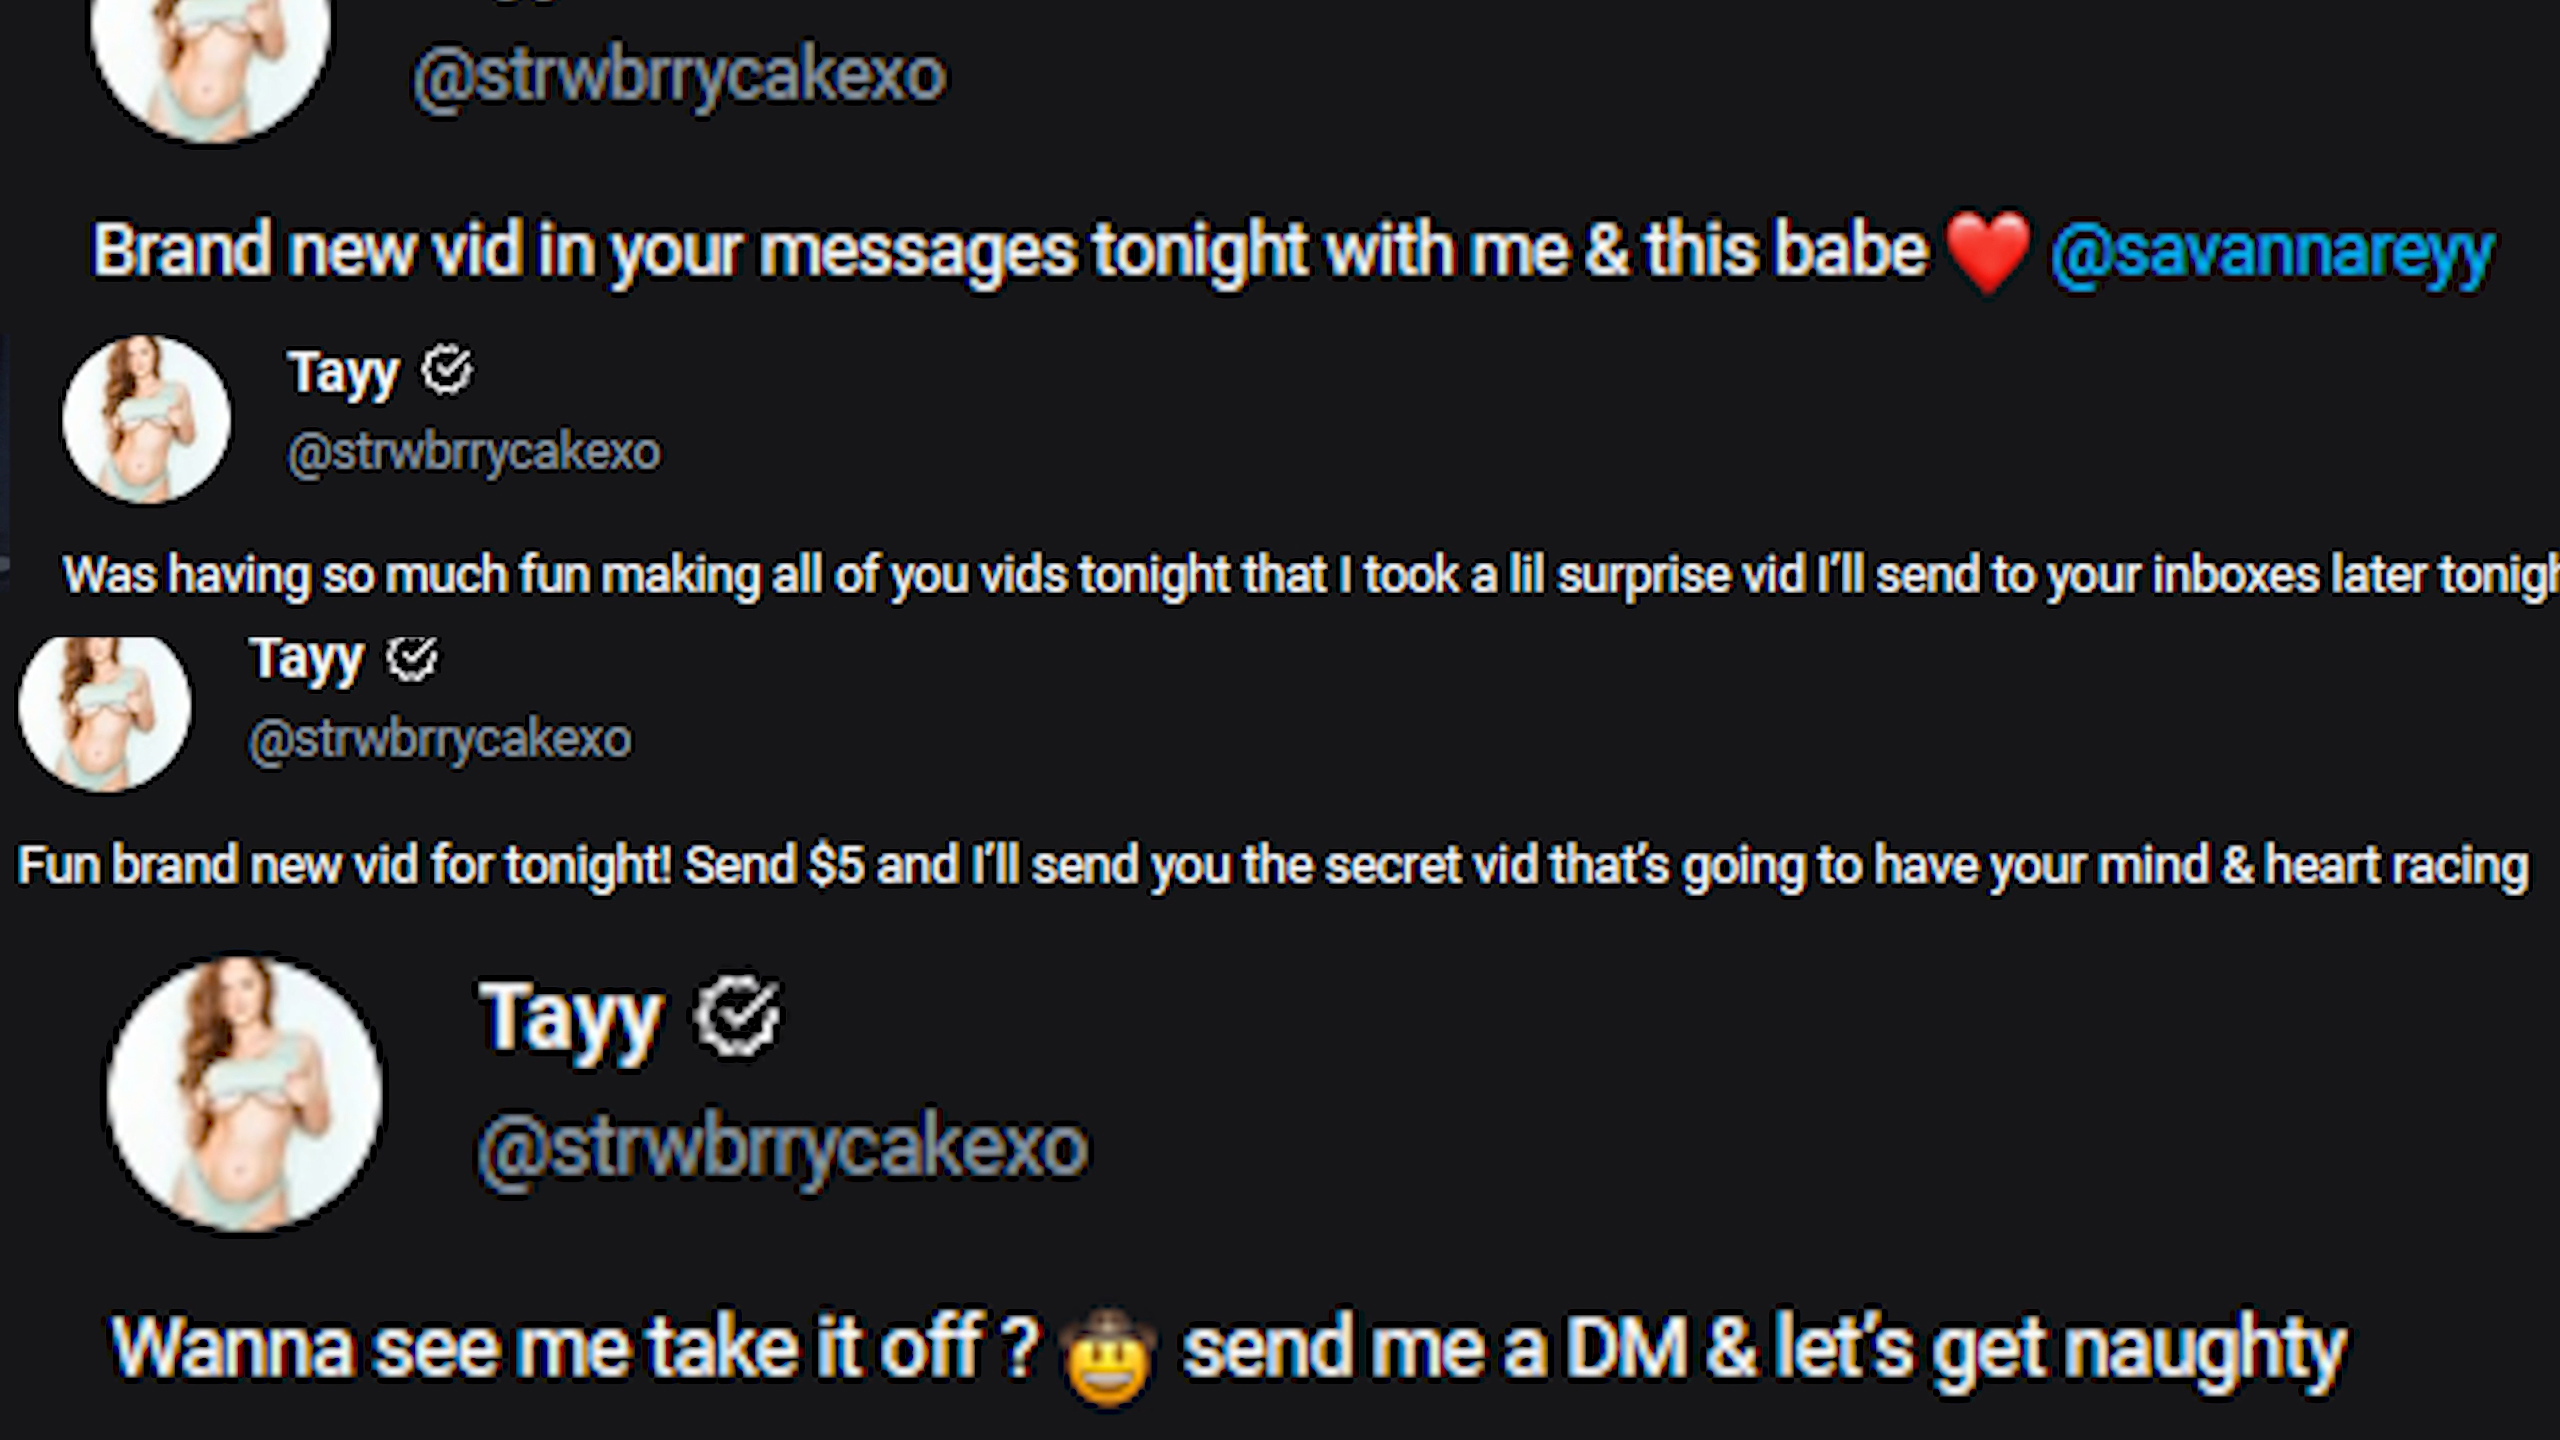 @strwbrrycakexo
Brand new vid in your messages tonight with me & this babe ❤️ @savannareyy
Tayy
@strwbrrycakexo
Was having so much fun making all of you vids tonight that I took a lil surprise vid I’ll send to your inboxes later
Tayy
@strwbrrycakexo
Fun brand new vid for tonight! Send $5 and I’ll send you the secret vid that’s going to have your mind & heart racing
Tayy
@strwbrrycakexo
Wanna see me take it off ? 🤠 send me a DM & let’s get naughty